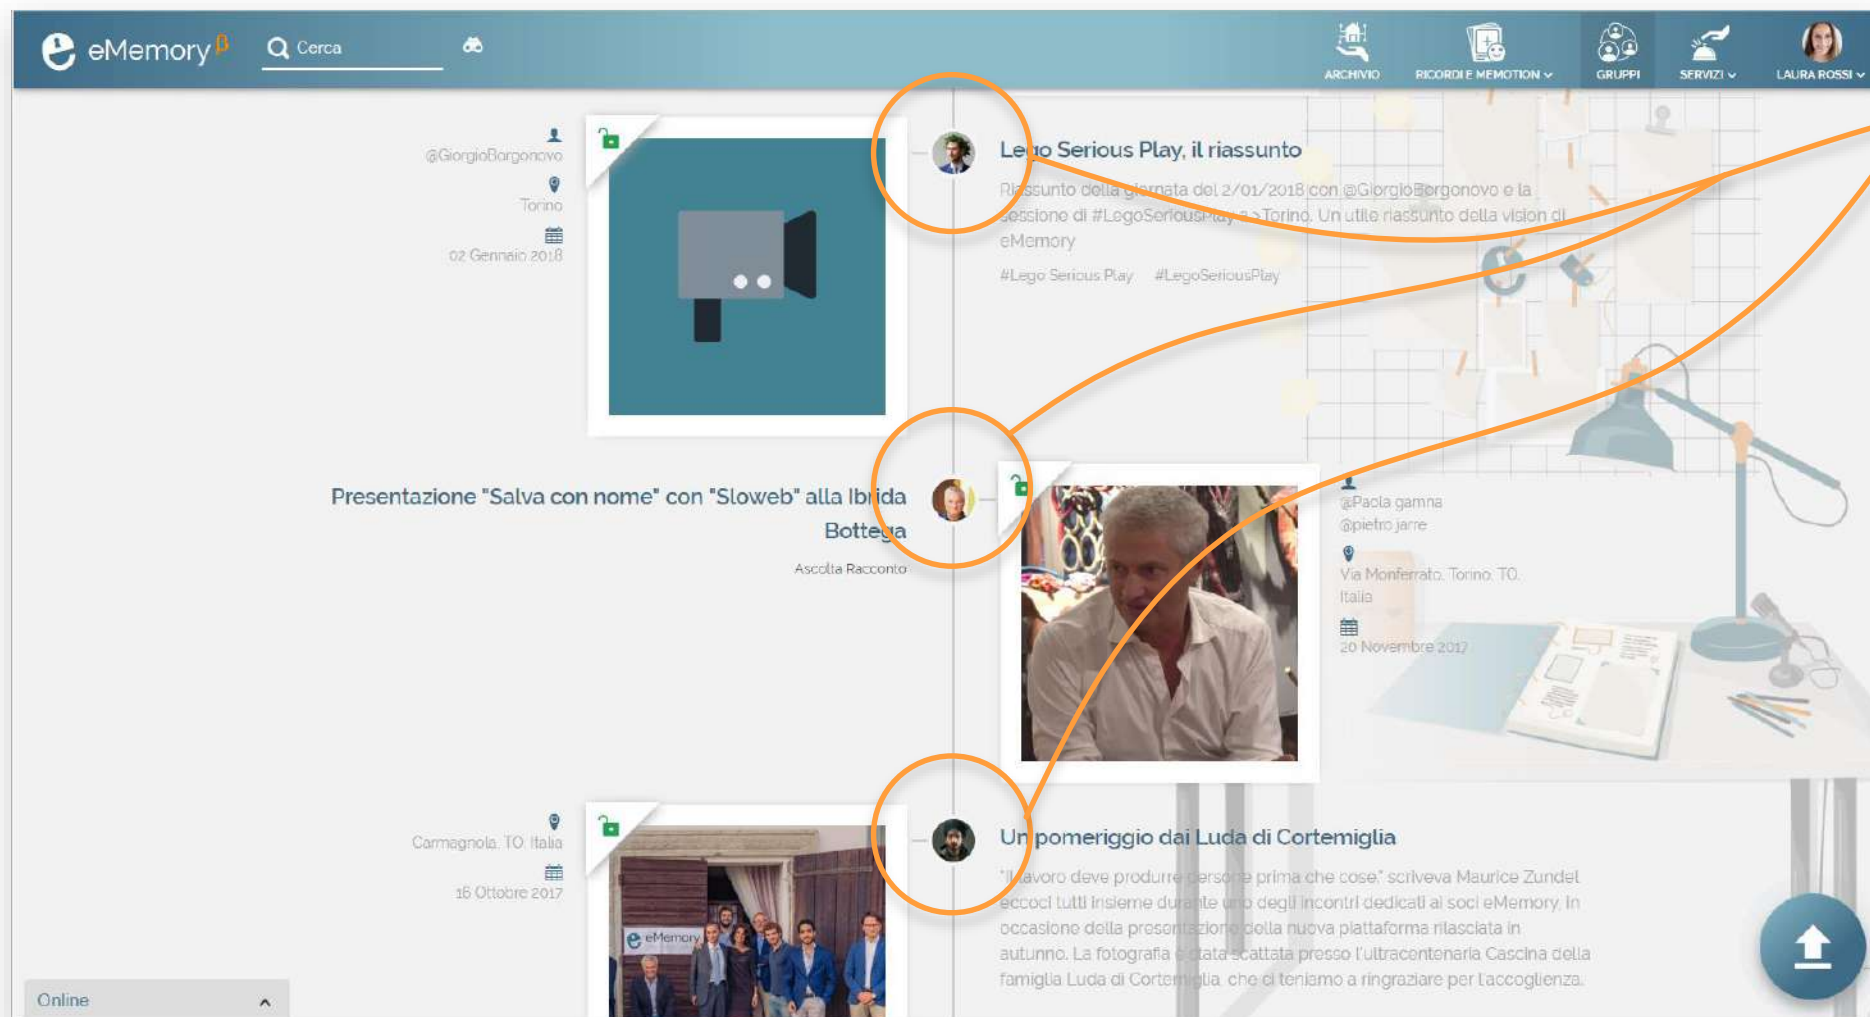 eMemory β
Cerca
ARCHIVIO
RICORDI E MEMOTION
GRUPPI
SERVIZI
LAURA ROSSI
@GiorgioBorgonovo
Torino
02 Gennaio 2018
Lego Serious Play, il riassunto
Riassunto della giornata del 2/01/2018 con @GiorgioBorgonovo e la
sessione di #LegoSeriousPlay a >Torino. Un utile riassunto della vision di
eMemory
#Lego Serious Play #LegoSeriousPlay
Presentazione "Salva con nome" con "Sloweb" alla Ibrida
Bottega
Ascolta Racconto
@Paola gamna
@pietro jarre
Via Monferrato, Torino, TO,
Italia
20 Novembre 2017
Carmagnola, TO, Italia
16 Ottobre 2017
eMemory
Un pomeriggio dai Luda di Cortemiglia
"Il lavoro deve produrre persone prima che cose," scriveva Maurice Zundel
eccoci tutti insieme durante uno degli incontri dedicati ai soci eMemory, in
occasione della presentazione della nuova piattaforma rilasciata in
autunno. La fotografia è stata scattata presso l'ultracentenaria Cascina della
famiglia Luda di Cortemiglia, che ci teniamo a ringraziare per l'accoglienza.
Online